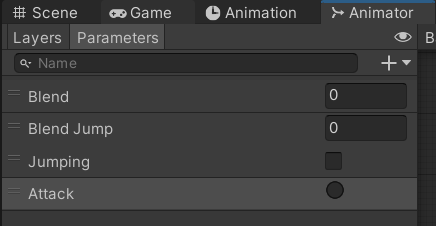 Scene Game Animation Animator
Layers Parameters B
Name
Blend 0
Blend Jump 0
Jumping
Attack